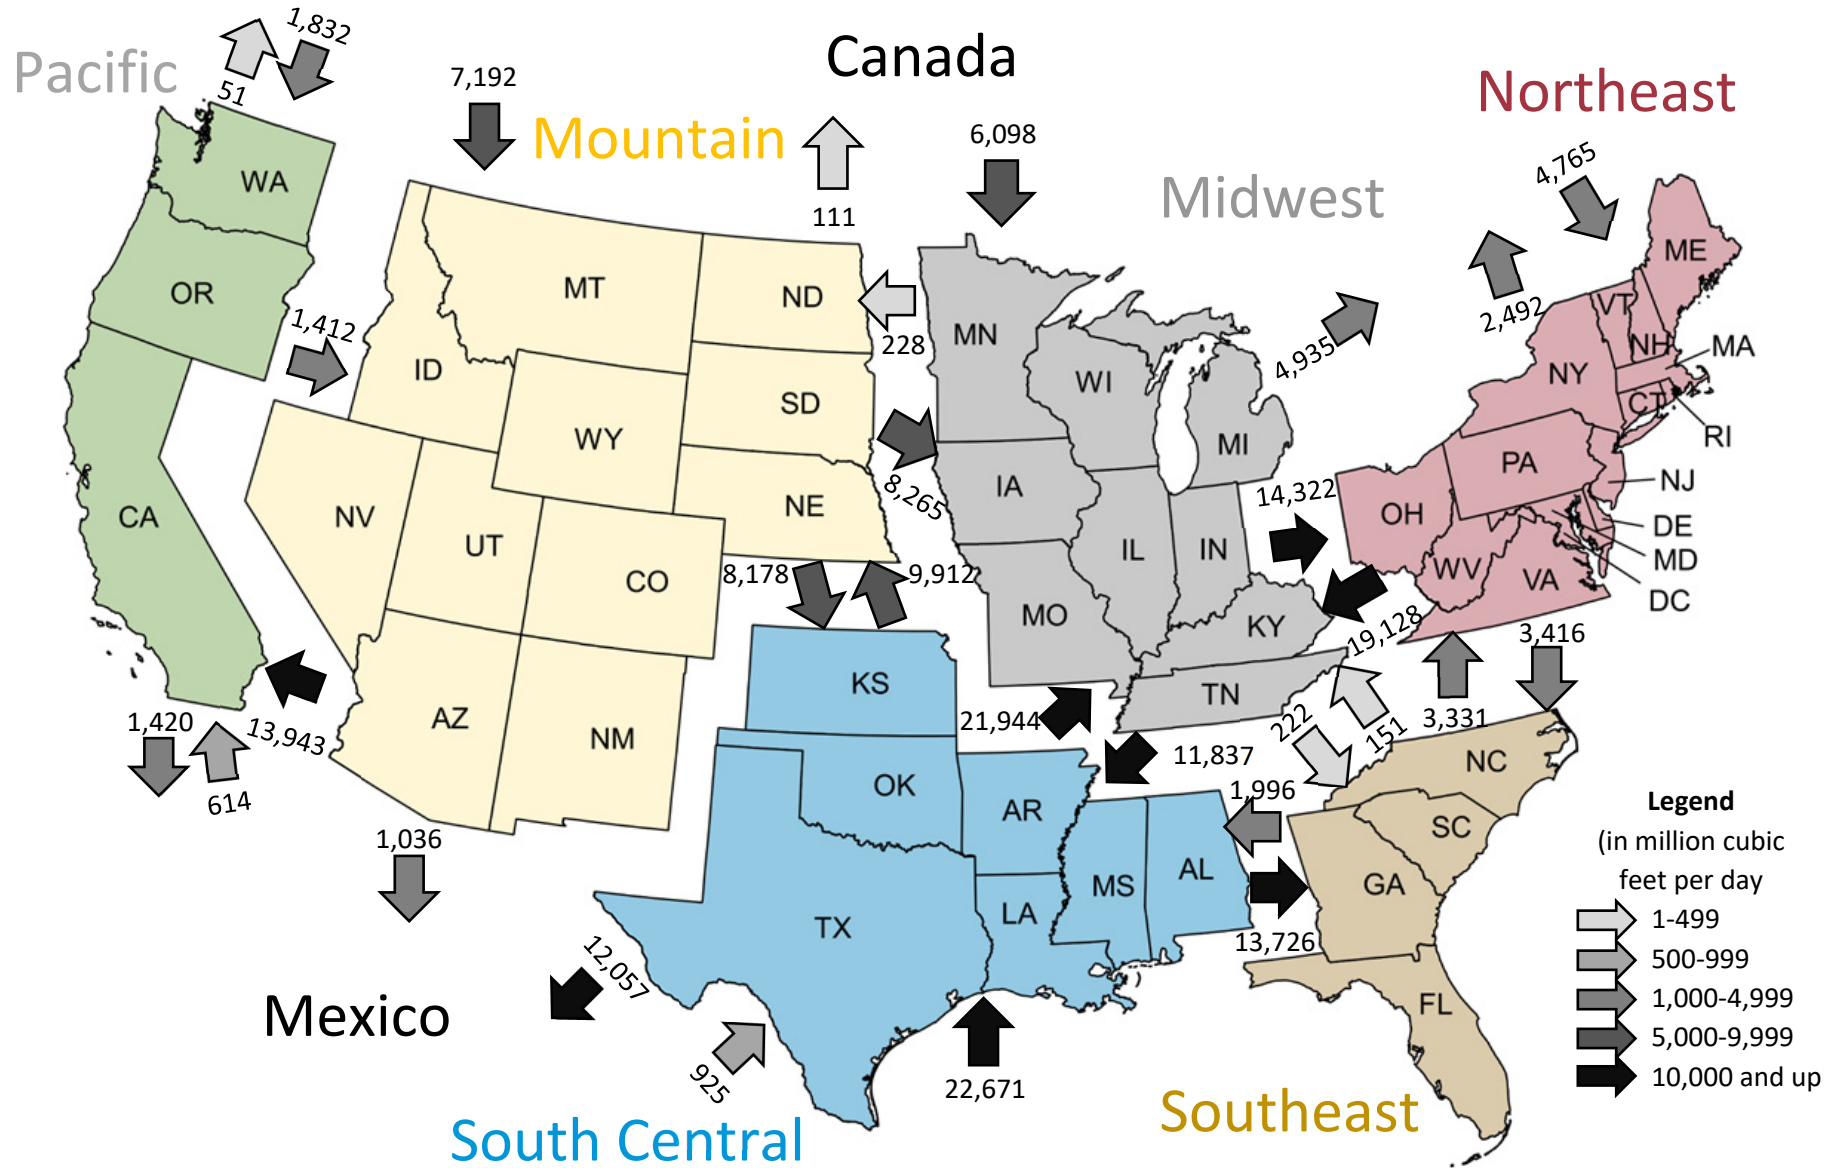 Pacific
51
1,832
7,192
Mountain
Canada
111
6,098
Midwest
Northeast
4,765
2,492
4,935
WA
OR
CA
1,412
ID
MT
ND
SD
WY
NE
NV
UT
CO
AZ
NM
228
8,265
8,178
9,912
MN
WI
MI
IA
IL
IN
MO
KY
TN
14,322
19,128
ME
VT
NH
MA
NY
CT
RI
PA
NJ
OH
WV
VA
DE
MD
DC
3,416
3,331
222
151
1,420
614
13,943
1,036
21,944
11,837
KS
OK
AR
TX
LA
MS
AL
1,996
13,726
NC
SC
GA
FL
12,057
925
22,671
Mexico
South Central
Southeast
Legend
(in million cubic
feet per day
1-499
500-999
1,000-4,999
5,000-9,999
10,000 and up